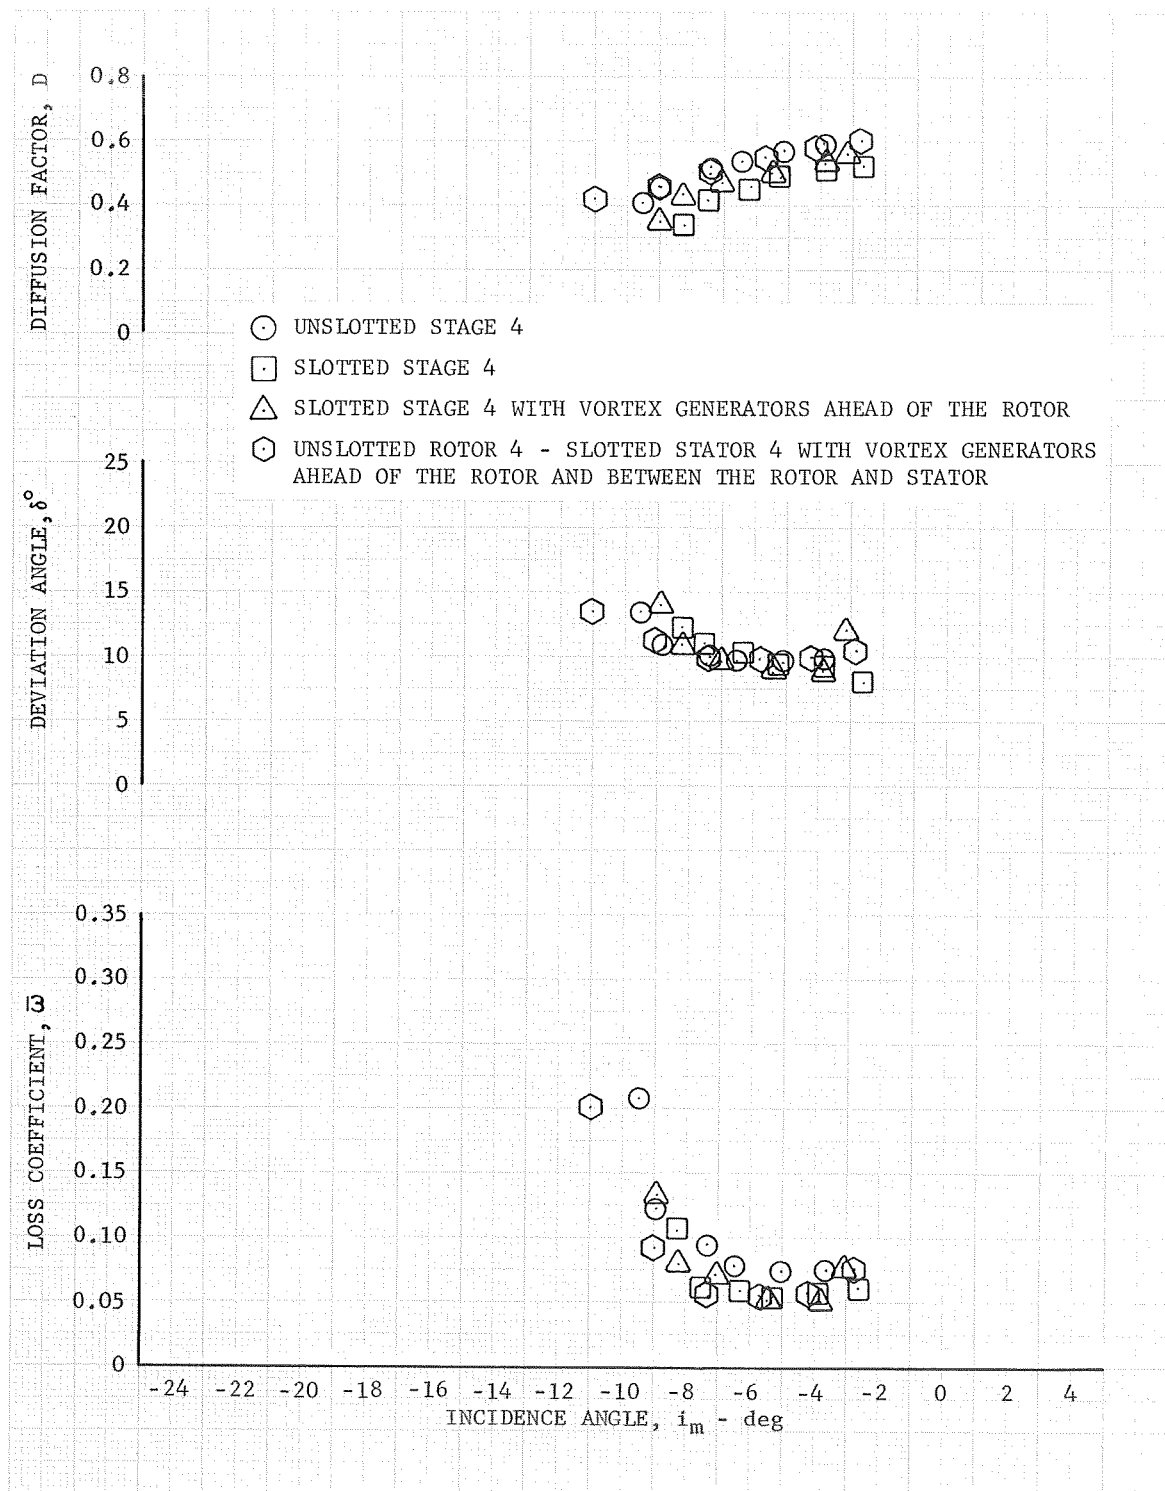 DIFFUSION FACTOR, D
0.8
0.6
0.4
0.2
0
UNSLOTTED STAGE 4
SLOTTED STAGE 4
SLOTTED STAGE 4 WITH VORTEX GENERATORS AHEAD OF THE ROTOR
UNSLOTTED ROTOR 4 - SLOTTED STATOR 4 WITH VORTEX GENERATORS
AHEAD OF THE ROTOR AND BETWEEN THE ROTOR AND STATOR
DEVIATION ANGLE, δ°
25
20
15
10
5
0
LOSS COEFFICIENT, ω̅
0.35
0.30
0.25
0.20
0.15
0.10
0.05
0
-24 -22 -20 -18 -16 -14 -12 -10 -8 -6 -4 -2 0 2 4
INCIDENCE ANGLE, i_m - deg